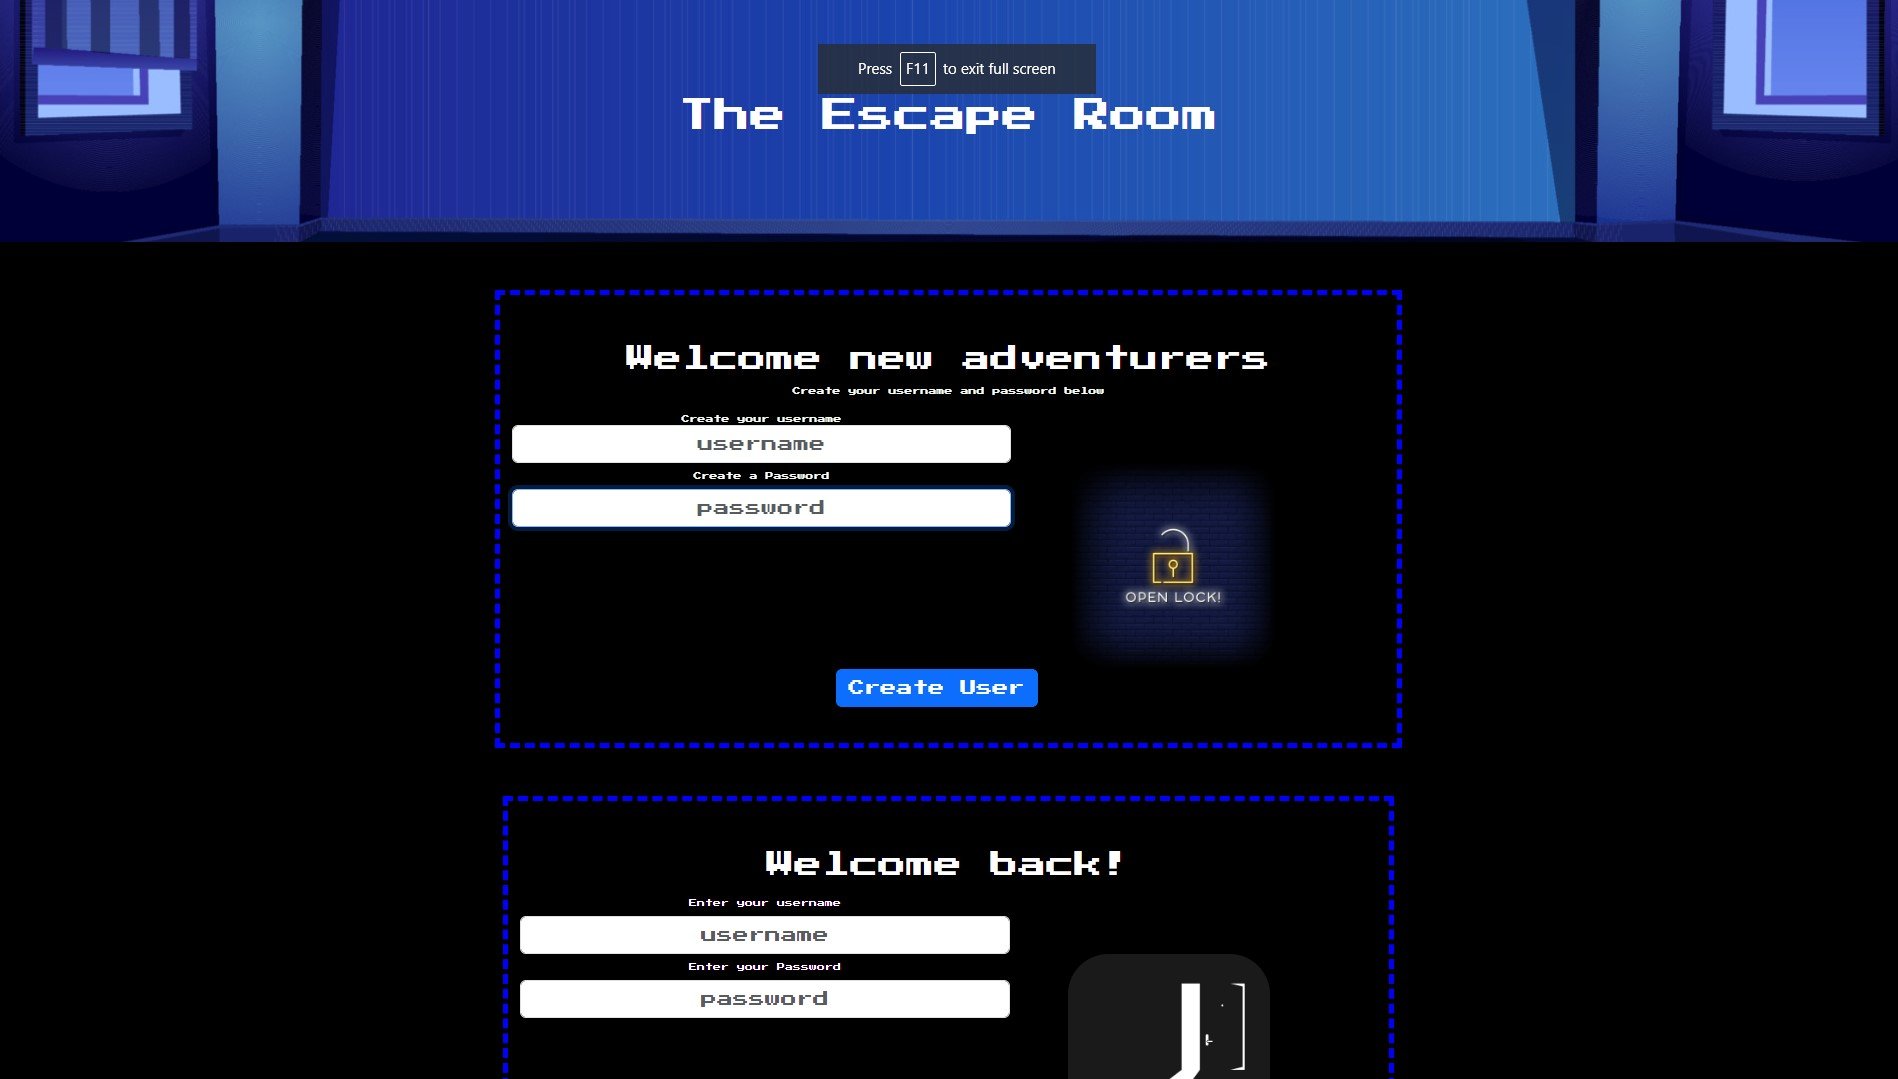 Press F11 to exit full screen
The Escape Room
Welcome new adventurers
Create your username and password below
Create your username
username
Create a Password
password
OPEN LOCK!
Create User
Welcome back!
Enter your username
username
Enter your Password
password